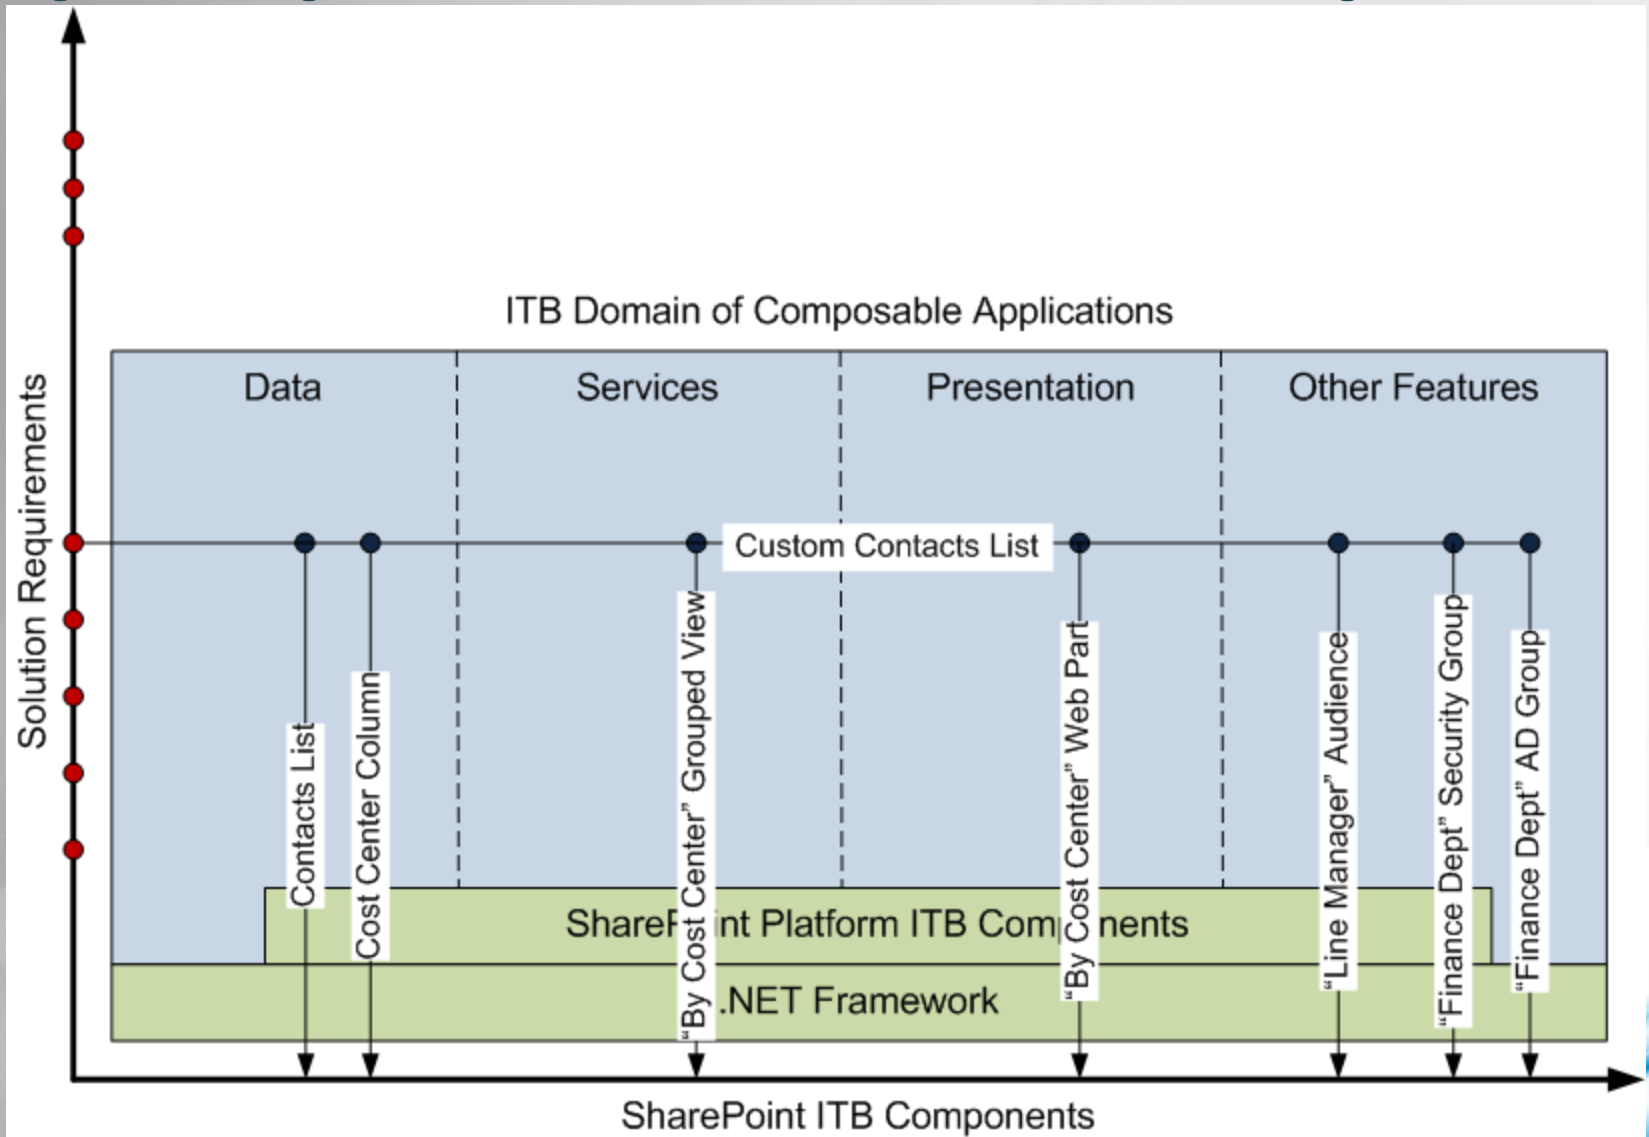 ITB Domain of Composable Applications
Data
Services
Presentation
Other Features
Solution Requirements
Custom Contacts List
Contacts List
Cost Center Column
“By Cost Center” Grouped View
“By Cost Center” Web Part
“Line Manager” Audience
“Finance Dept” Security Group
“Finance Dept” AD Group
SharePoint Platform ITB Components
.NET Framework
SharePoint ITB Components